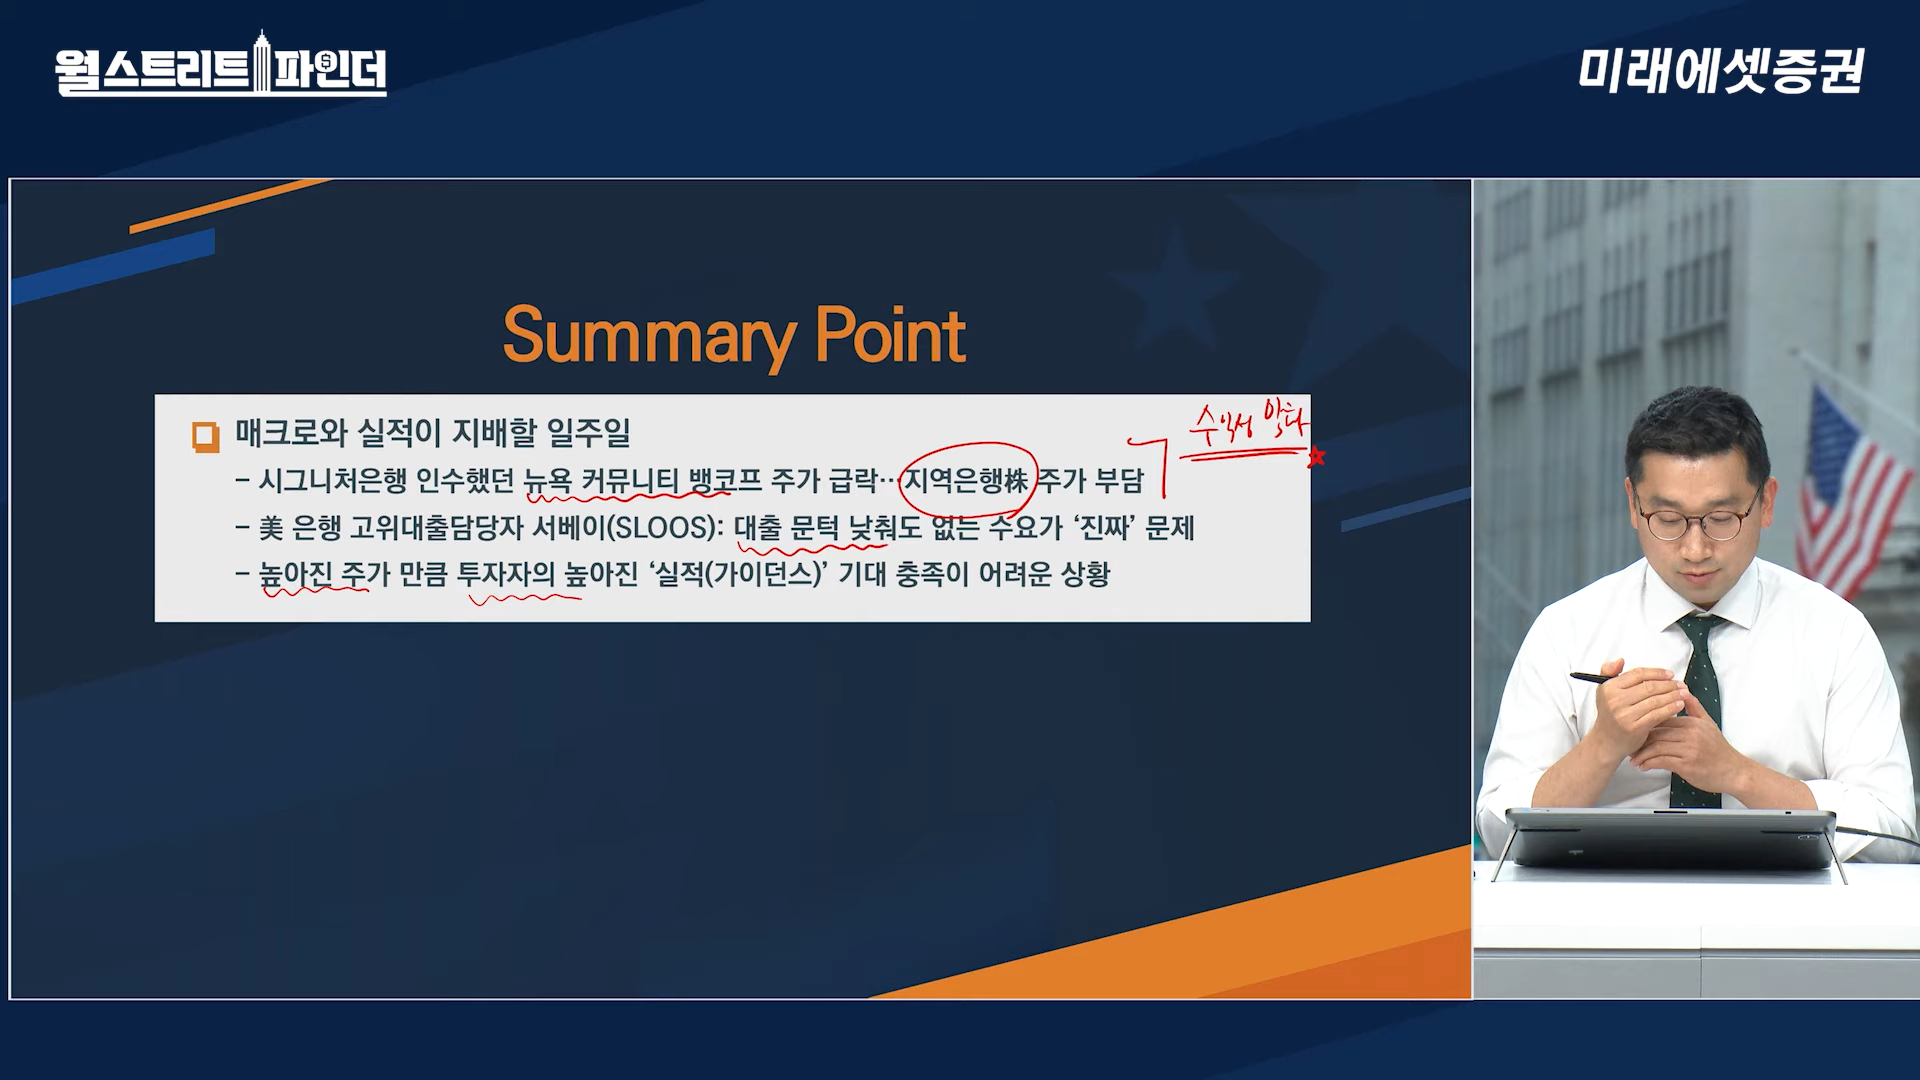 월스트리트파인더
미래에셋증권
Summary Point
매크로와 실적이 지배할 일주일
수익성 악화
- 시그니처은행 인수했던 뉴욕 커뮤니티 뱅코프 주가 급락…지역은행株 주가 부담
- 美 은행 고위대출담당자 서베이(SLOOS): 대출 문턱 낮춰도 없는 수요가 ‘진짜’ 문제
- 높아진 주가 만큼 투자자의 높아진 ‘실적(가이던스)’ 기대 충족이 어려운 상황